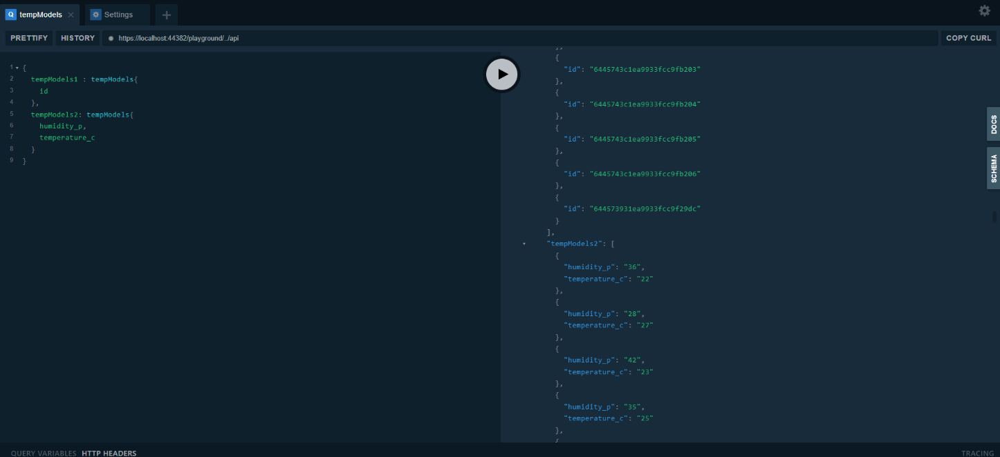 tempModels
Settings
PRETTIFY
HISTORY
https://localhost:44382/playground/../api
COPY CURL
1 {
2 tempModels1 : tempModels{
3 id
4 },
5 tempModels2: tempModels{
6 humidity_p,
7 temperature_c
8 }
9 }
},
{
"id": "6445743c1ea9933fcc9fb203"
},
{
"id": "6445743c1ea9933fcc9fb204"
},
{
"id": "6445743c1ea9933fcc9fb205"
},
{
"id": "6445743c1ea9933fcc9fb206"
},
{
"id": "644573931ea9933fcc9f29dc"
}
],
"tempModels2": [
{
"humidity_p": "36",
"temperature_c": "22"
},
{
"humidity_p": "28",
"temperature_c": "27"
},
{
"humidity_p": "42",
"temperature_c": "23"
},
{
"humidity_p": "35",
"temperature_c": "25"
},
{
DOCS
SCHEMA
QUERY VARIABLES
HTTP HEADERS
TRACING